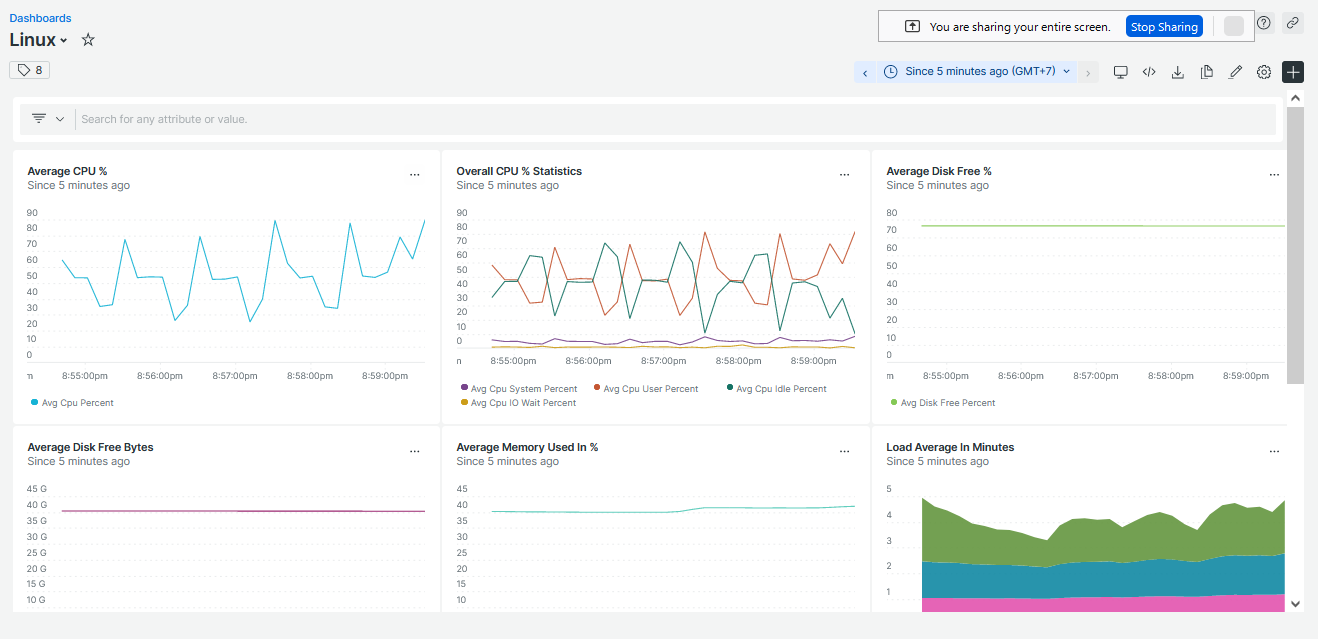 Dashboards
Linux
You are sharing your entire screen. Stop Sharing
8
Since 5 minutes ago (GMT+7)
Search for any attribute or value.
Average CPU %
Since 5 minutes ago
90
80
70
60
50
40
30
20
10
0
m 8:55:00pm 8:56:00pm 8:57:00pm 8:58:00pm 8:59:00pm
Avg Cpu Percent
Overall CPU % Statistics
Since 5 minutes ago
90
80
70
60
50
40
30
20
10
0
n 8:55:00pm 8:56:00pm 8:57:00pm 8:58:00pm 8:59:00pm
Avg Cpu System Percent Avg Cpu User Percent Avg Cpu Idle Percent
Avg Cpu IO Wait Percent
Average Disk Free %
Since 5 minutes ago
80
70
60
50
40
30
20
10
0
m 8:55:00pm 8:56:00pm 8:57:00pm 8:58:00pm 8:59:00pm
Avg Disk Free Percent
Average Disk Free Bytes
Since 5 minutes ago
45 G
40 G
35 G
30 G
25 G
20 G
15 G
10 G
Average Memory Used In %
Since 5 minutes ago
45
40
35
30
25
20
15
10
Load Average In Minutes
Since 5 minutes ago
5
4
3
2
1